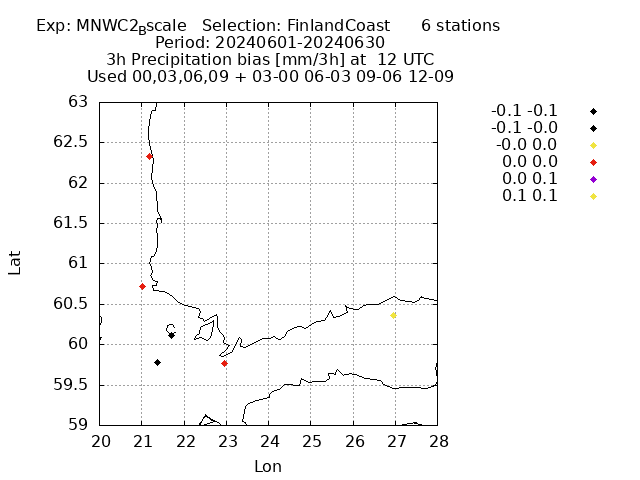 Exp: MNWC2Bscale   Selection: FinlandCoast      6 stations
Period: 20240601-20240630
3h Precipitation bias [mm/3h] at  12 UTC
Used 00,03,06,09 + 03-00 06-03 09-06 12-09
-0.1 -0.1
-0.1 -0.0
-0.0 0.0
0.0 0.0
0.0 0.1
0.1 0.1
63
62.5
62
61.5
61
60.5
60
59.5
59
Lat
20 21 22 23 24 25 26 27 28
Lon